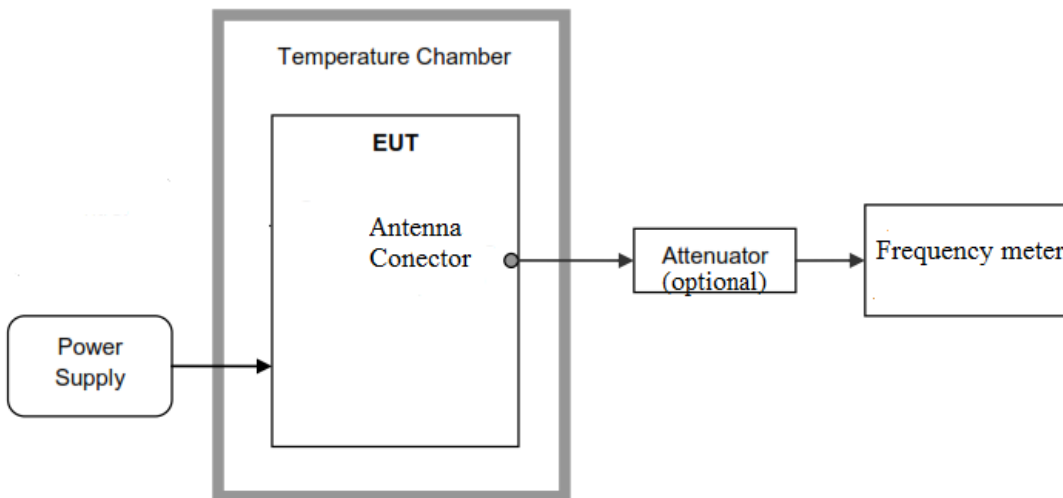 Temperature Chamber
EUT
Antenna
Conector
Attenuator
(optional)
Frequency meter
Power
Supply